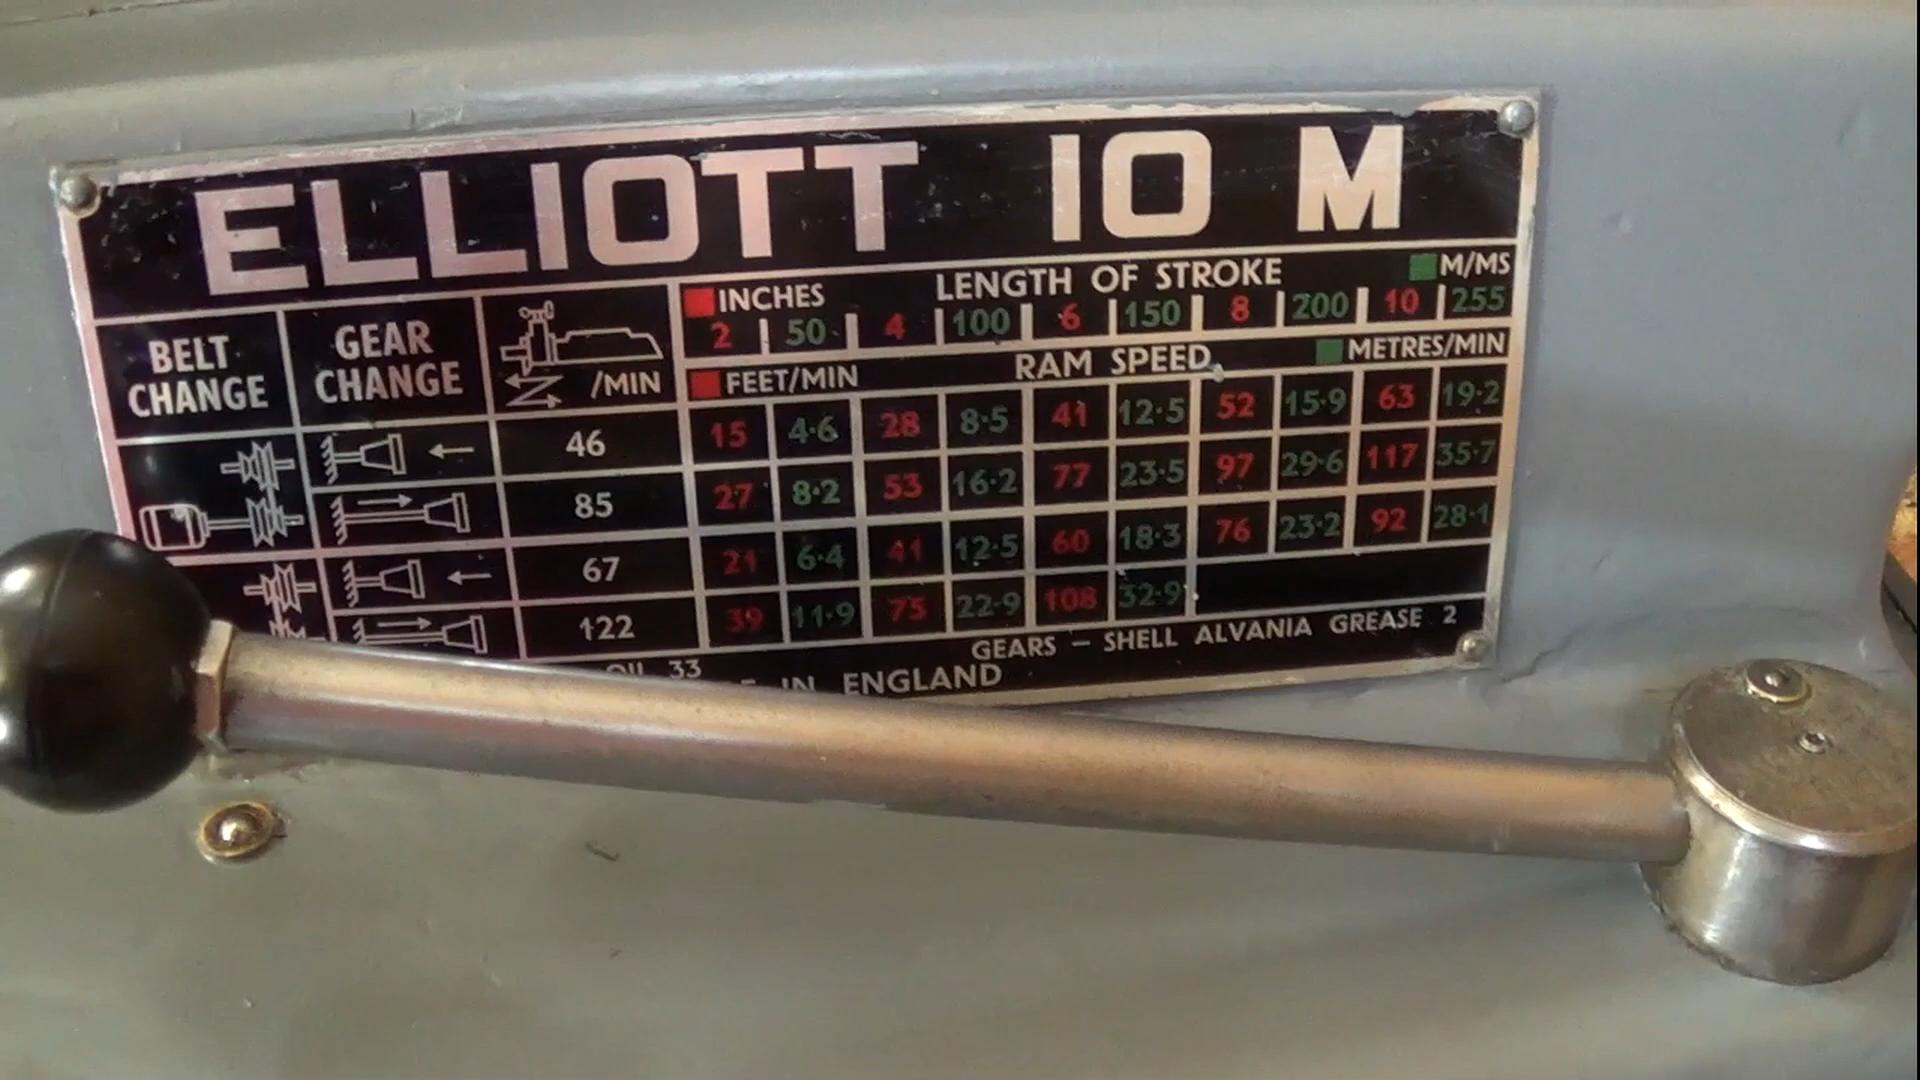 ELLIOTT 10 M
BELT CHANGE
GEAR CHANGE
/MIN
INCHES LENGTH OF STROKE M/MS
2 50 4 100 6 150 8 200 10 255
FEET/MIN RAM SPEED METRES/MIN
46 15 4·6 28 8·5 41 12·5 52 15·9 63 19·2
85 27 8·2 53 16·2 77 23·5 97 29·6 117 35·7
67 21 6·4 41 12·5 60 18·3 76 23·2 92 28·1
122 39 11·9 75 22·9 108 32·9
OIL 33 GEARS – SHELL ALVANIA GREASE 2
IN ENGLAND